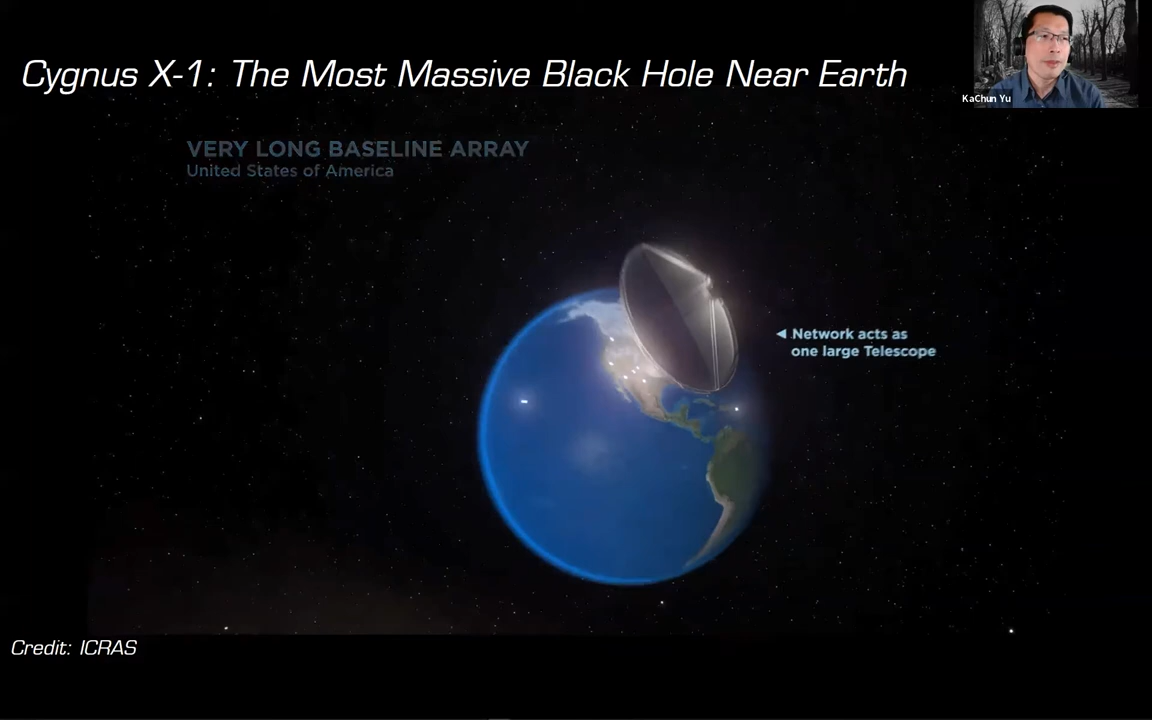 Cygnus X-1: The Most Massive Black Hole Near Earth
KaChun Yu
VERY LONG BASELINE ARRAY
United States of America
◄ Network acts as
one large Telescope
Credit: ICRAS